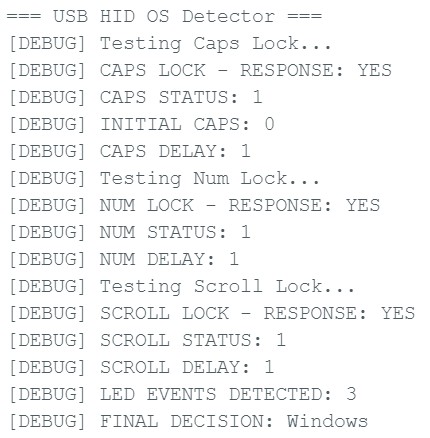 === USB HID OS Detector ===
[DEBUG] Testing Caps Lock...
[DEBUG] CAPS LOCK - RESPONSE: YES
[DEBUG] CAPS STATUS: 1
[DEBUG] INITIAL CAPS: 0
[DEBUG] CAPS DELAY: 1
[DEBUG] Testing Num Lock...
[DEBUG] NUM LOCK - RESPONSE: YES
[DEBUG] NUM STATUS: 1
[DEBUG] NUM DELAY: 1
[DEBUG] Testing Scroll Lock...
[DEBUG] SCROLL LOCK - RESPONSE: YES
[DEBUG] SCROLL STATUS: 1
[DEBUG] SCROLL DELAY: 1
[DEBUG] LED EVENTS DETECTED: 3
[DEBUG] FINAL DECISION: Windows